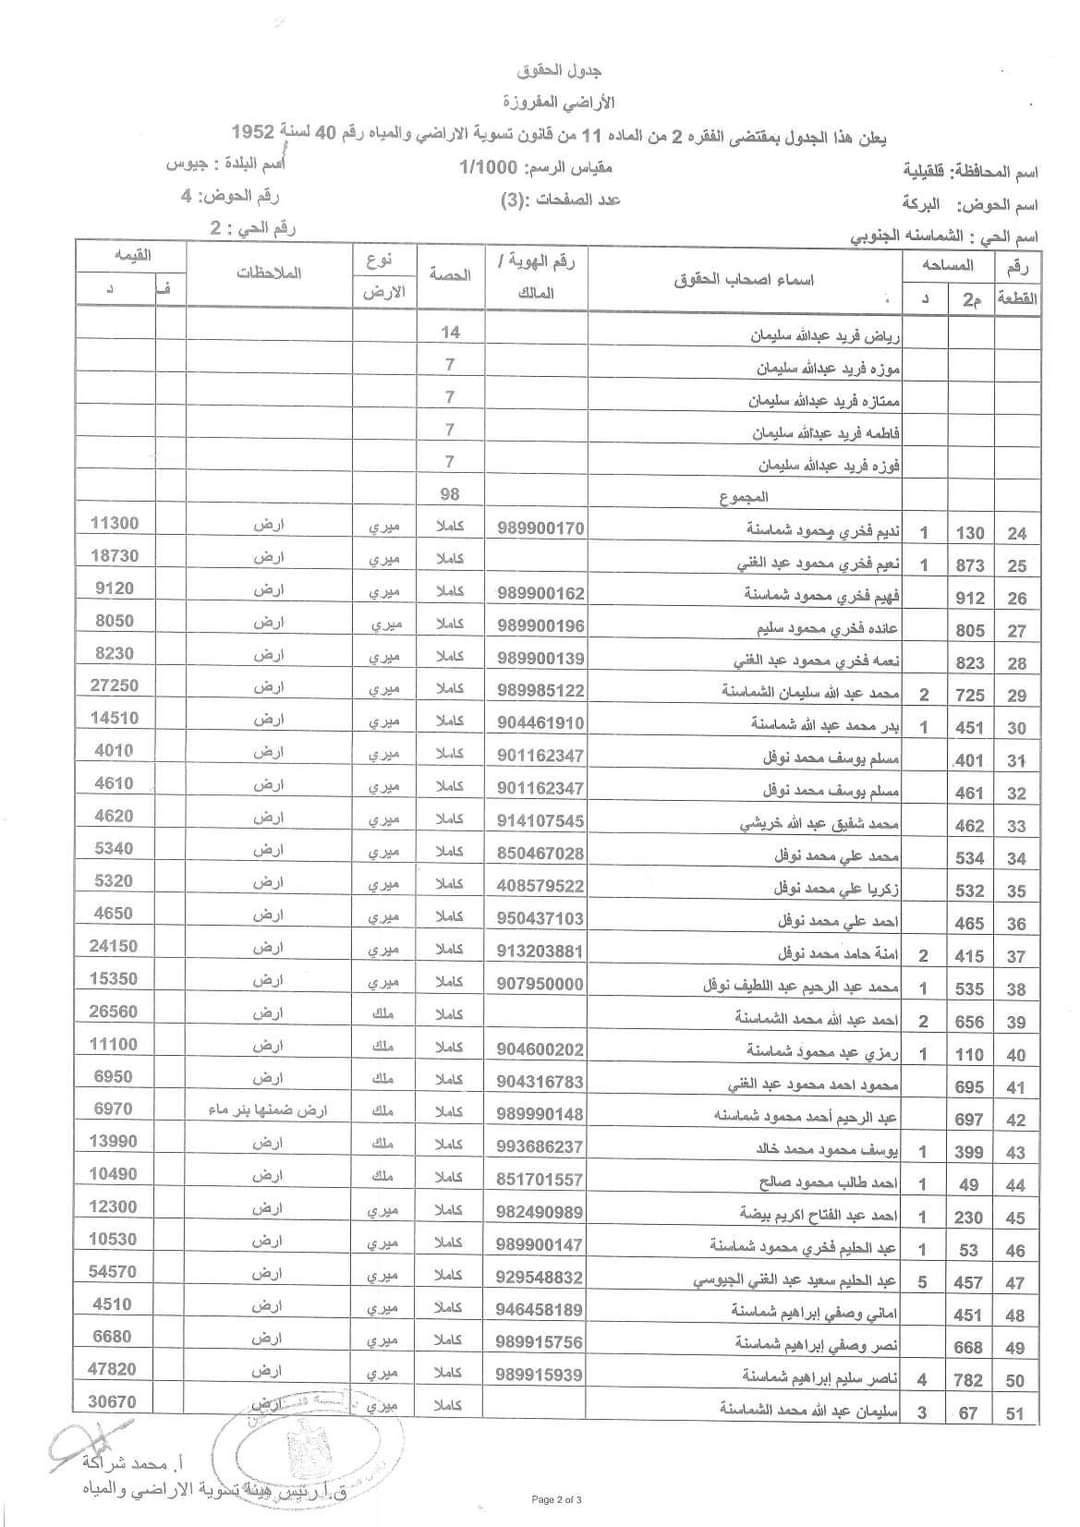 جدول الحقوق
الأراضي المفروزة
يعلن هذا الجدول بمقتضى الفقره 2 من الماده 11 من قانون تسوية الاراضي والمياه رقم 40 لسنة 1952
اسم المحافظة: قلقيلية مقياس الرسم: 1/1000 أسم البلدة : جيوس
اسم الحوض: البركة عدد الصفحات :(3) رقم الحوض: 4
اسم الحي : الشماسنه الجنوبي رقم الحي : 2
رقم القطعة المساحه م2 د اسماء اصحاب الحقوق رقم الهوية / المالك الحصة نوع الارض الملاحظات القيمه ف د
رياض فريد عبدالله سليمان 14
موزه فريد عبدالله سليمان 7
ممتازه فريد عبدالله سليمان 7
فاطمه فريد عبدالله سليمان 7
فوزه فريد عبدالله سليمان 7
المجموع 98
24 130 1 نديم فخري محمود شماسنة 989900170 كاملا ميري ارض 11300
25 873 1 نعيم فخري محمود عبد الغني كاملا ميري ارض 18730
26 912 فهيم فخري محمود شماسنة 989900162 كاملا ميري ارض 9120
27 805 عائده فخري محمود سليم 989900196 كاملا ميري ارض 8050
28 823 نعمه فخري محمود عبد الغني 989900139 كاملا ميري ارض 8230
29 725 2 محمد عبد الله سليمان الشماسنة 989985122 كاملا ميري ارض 27250
30 451 1 بدر محمد عبد الله شماسنة 904461910 كاملا ميري ارض 14510
31 401 مسلم يوسف محمد نوفل 901162347 كاملا ميري ارض 4010
32 461 مسلم يوسف محمد نوفل 901162347 كاملا ميري ارض 4610
33 462 محمد شفيق عبد الله خريشي 914107545 كاملا ميري ارض 4620
34 534 محمد علي محمد نوفل 850467028 كاملا ميري ارض 5340
35 532 زكريا علي محمد نوفل 408579522 كاملا ميري ارض 5320
36 465 احمد علي محمد نوفل 950437103 كاملا ميري ارض 4650
37 415 2 امنة حامد محمد نوفل 913203881 كاملا ميري ارض 24150
38 535 1 محمد عبد الرحيم عبد اللطيف نوفل 907950000 كاملا ميري ارض 15350
39 656 2 احمد عبد الله محمد الشماسنة كاملا ملك ارض 26560
40 110 1 رمزي عبد محمود شماسنة 904600202 كاملا ملك ارض 11100
41 695 محمود احمد محمود عبد الغني 904316783 كاملا ملك ارض 6950
42 697 عبد الرحيم أحمد محمود شماسنه 989990148 كاملا ملك ارض ضمنها بئر ماء 6970
43 399 1 يوسف محمود محمد خالد 993686237 كاملا ملك ارض 13990
44 49 1 احمد طالب محمود صالح 851701557 كاملا ملك ارض 10490
45 230 1 احمد عبد الفتاح اكريم بيضة 982490989 كاملا ميري ارض 12300
46 53 1 عبد الحليم فخري محمود شماسنة 989900147 كاملا ميري ارض 10530
47 457 5 عبد الحليم سعيد عبد الغني الجيوسي 929548832 كاملا ميري ارض 54570
48 451 اماني وصفي إبراهيم شماسنة 946458189 كاملا ميري ارض 4510
49 668 نصر وصفي إبراهيم شماسنة 989915756 كاملا ميري ارض 6680
50 782 4 ناصر سليم إبراهيم شماسنة 989915939 كاملا ميري ارض 47820
51 67 3 سليمان عبد الله محمد الشماسنة كاملا ميري ارض 30670
أ. محمد شراكة
ق.أ رئيس هيئة تسوية الاراضي والمياه
Page 2 of 3